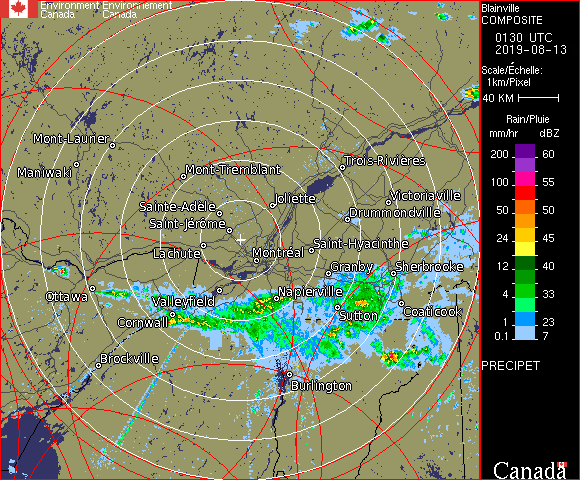 Environment Environnement
Canada Canada
Blainville
COMPOSITE
0130 UTC
2019-08-13
Scale/Échelle:
1km/Pixel
40 KM
Rain/Pluie
mm/hr dBZ
200 60
100 55
50 50
24 45
12 40
4 33
1 23
0.1 7
PRECIPET
Canada
Mont-Laurier
Maniwaki
Mont-Tremblant
Trois-Rivières
Sainte-Adèle
Joliette
Victoriaville
Saint-Jérôme
Drummondville
Lachute
Montréal
Saint-Hyacinthe
Granby
Sherbrooke
Ottawa
Valleyfield
Napierville
Cornwall
Sutton
Coaticook
Brockville
Burlington